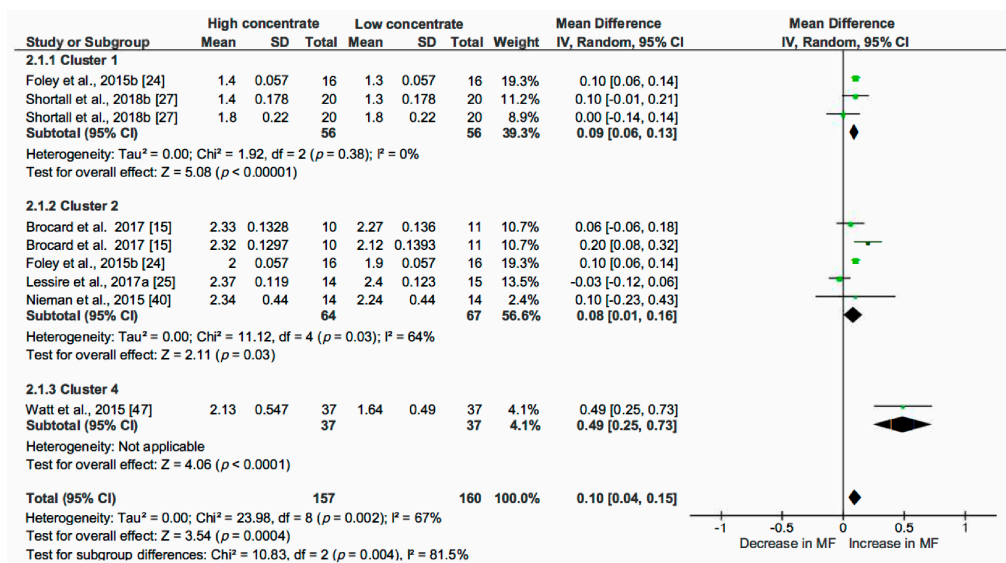 High concentrate Low concentrate Mean Difference Mean Difference
Study or Subgroup Mean SD Total Mean SD Total Weight IV, Random, 95% CI IV, Random, 95% CI
2.1.1 Cluster 1
Foley et al., 2015b [24] 1.4 0.057 16 1.3 0.057 16 19.3% 0.10 [0.06, 0.14]
Shortall et al., 2018b [27] 1.4 0.178 20 1.3 0.178 20 11.2% 0.10 [-0.01, 0.21]
Shortall et al., 2018b [27] 1.8 0.22 20 1.8 0.22 20 8.9% 0.00 [-0.14, 0.14]
Subtotal (95% CI) 56 56 39.3% 0.09 [0.06, 0.13]
Heterogeneity: Tau² = 0.00; Chi² = 1.92, df = 2 (p = 0.38); I² = 0%
Test for overall effect: Z = 5.08 (p < 0.00001)
2.1.2 Cluster 2
Brocard et al. 2017 [15] 2.33 0.1328 10 2.27 0.136 11 10.7% 0.06 [-0.06, 0.18]
Brocard et al. 2017 [15] 2.32 0.1297 10 2.12 0.1393 11 10.7% 0.20 [0.08, 0.32]
Foley et al., 2015b [24] 2 0.057 16 1.9 0.057 16 19.3% 0.10 [0.06, 0.14]
Lessire et al., 2017a [25] 2.37 0.119 14 2.4 0.123 15 13.5% -0.03 [-0.12, 0.06]
Nieman et al., 2015 [40] 2.34 0.44 14 2.24 0.44 14 2.4% 0.10 [-0.23, 0.43]
Subtotal (95% CI) 64 67 56.6% 0.08 [0.01, 0.16]
Heterogeneity: Tau² = 0.00; Chi² = 11.12, df = 4 (p = 0.03); I² = 64%
Test for overall effect: Z = 2.11 (p = 0.03)
2.1.3 Cluster 4
Watt et al., 2015 [47] 2.13 0.547 37 1.64 0.49 37 4.1% 0.49 [0.25, 0.73]
Subtotal (95% CI) 37 37 4.1% 0.49 [0.25, 0.73]
Heterogeneity: Not applicable
Test for overall effect: Z = 4.06 (p < 0.0001)
Total (95% CI) 157 160 100.0% 0.10 [0.04, 0.15]
Heterogeneity: Tau² = 0.00; Chi² = 23.98, df = 8 (p = 0.002); I² = 67%
Test for overall effect: Z = 3.54 (p = 0.0004)
Test for subgroup differences: Chi² = 10.83, df = 2 (p = 0.004), I² = 81.5%
-1 -0.5 0 0.5 1
Decrease in MF Increase in MF